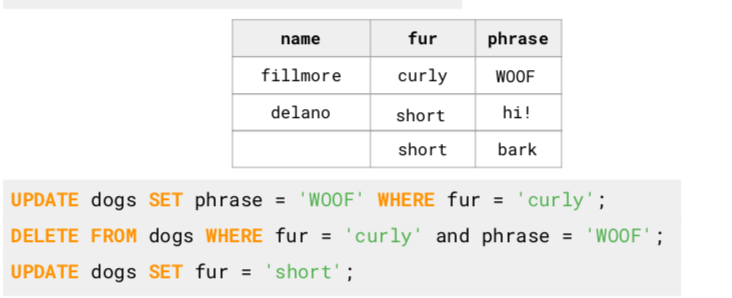 name fur phrase
fillmore curly WOOF
delano short hi!
short bark
UPDATE dogs SET phrase = 'WOOF' WHERE fur = 'curly';
DELETE FROM dogs WHERE fur = 'curly' and phrase = 'WOOF';
UPDATE dogs SET fur = 'short';